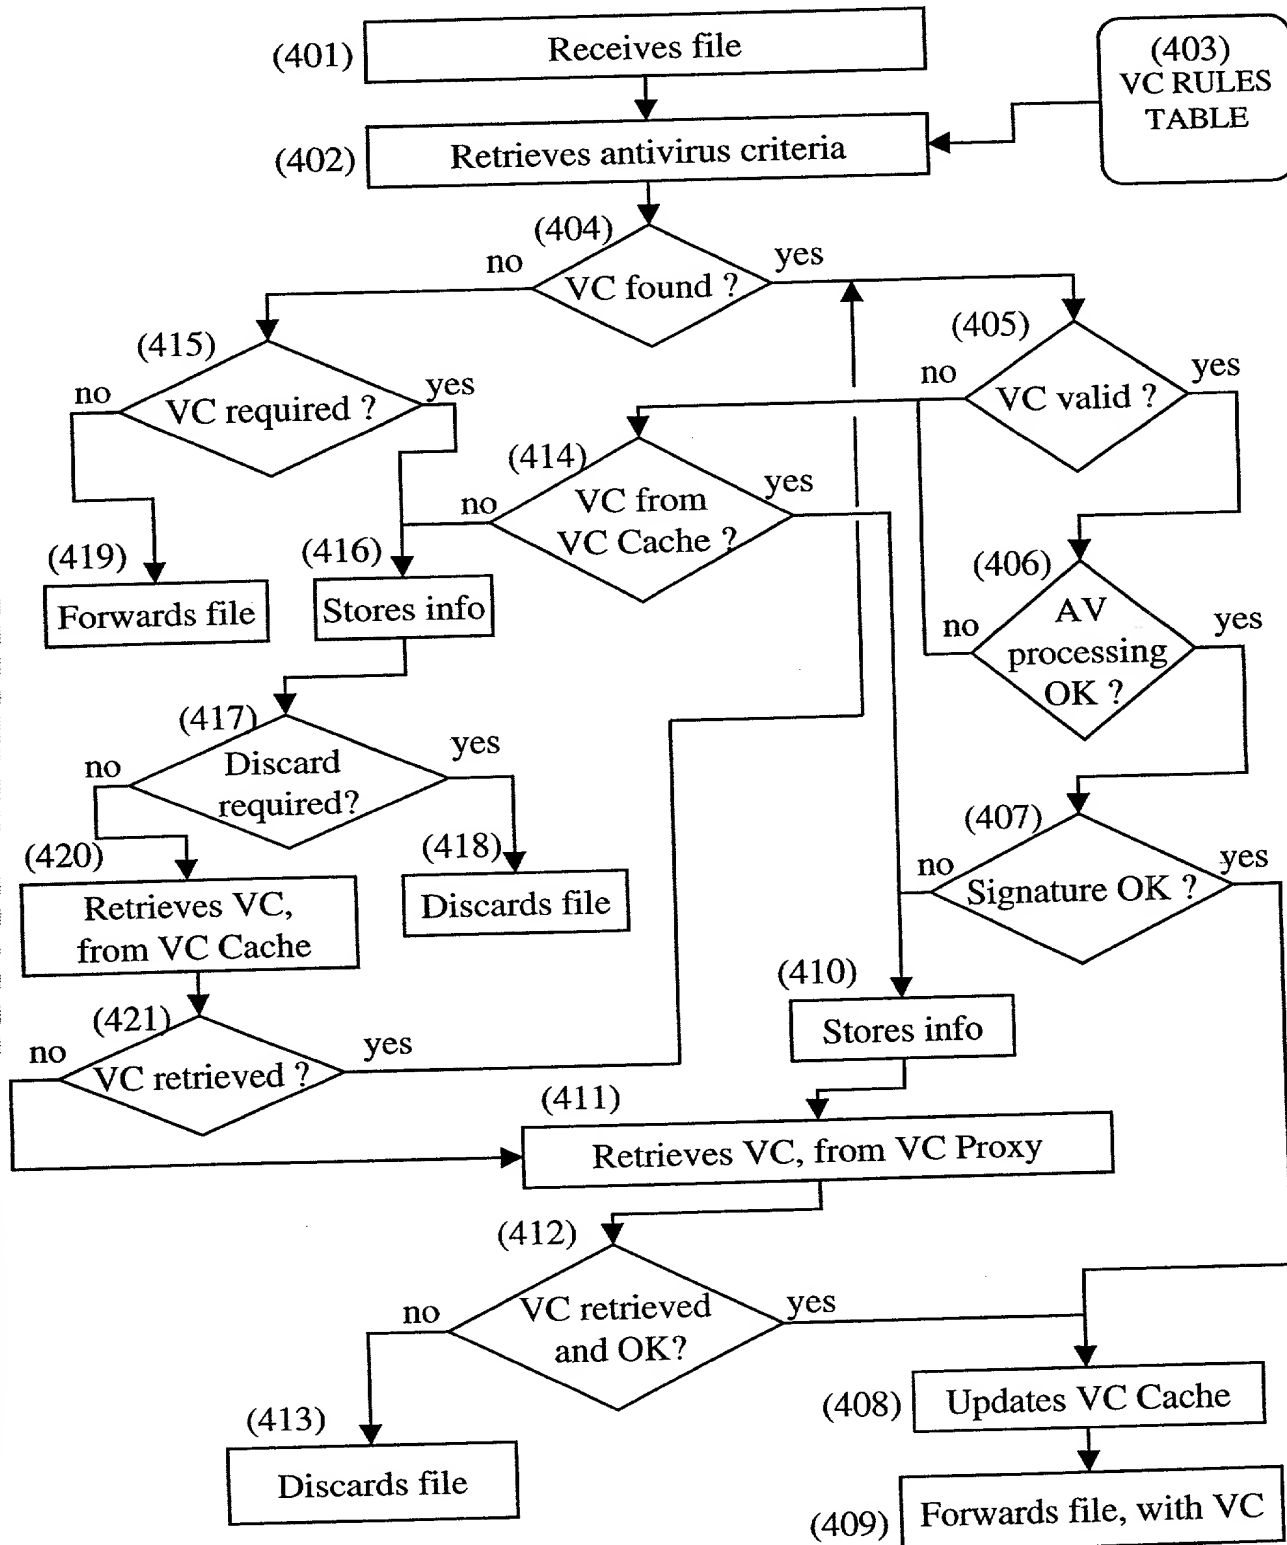 (401)
Receives file
(403)
VC RULES
TABLE
(402)
Retrieves antivirus criteria
(404)
no
VC found ?
yes
(415)
no
VC required ?
yes
(405)
no
VC valid ?
yes
(414)
no
VC from
VC Cache ?
yes
(406)
no
AV
processing
OK ?
yes
(419)
Forwards file
(416)
Stores info
(417)
no
Discard
required?
yes
(418)
Discards file
(407)
no
Signature OK ?
yes
(420)
Retrieves VC,
from VC Cache
(410)
Stores info
(421)
no
VC retrieved ?
yes
(411)
Retrieves VC, from VC Proxy
(412)
no
VC retrieved
and OK?
yes
(408)
Updates VC Cache
(413)
Discards file
(409)
Forwards file, with VC